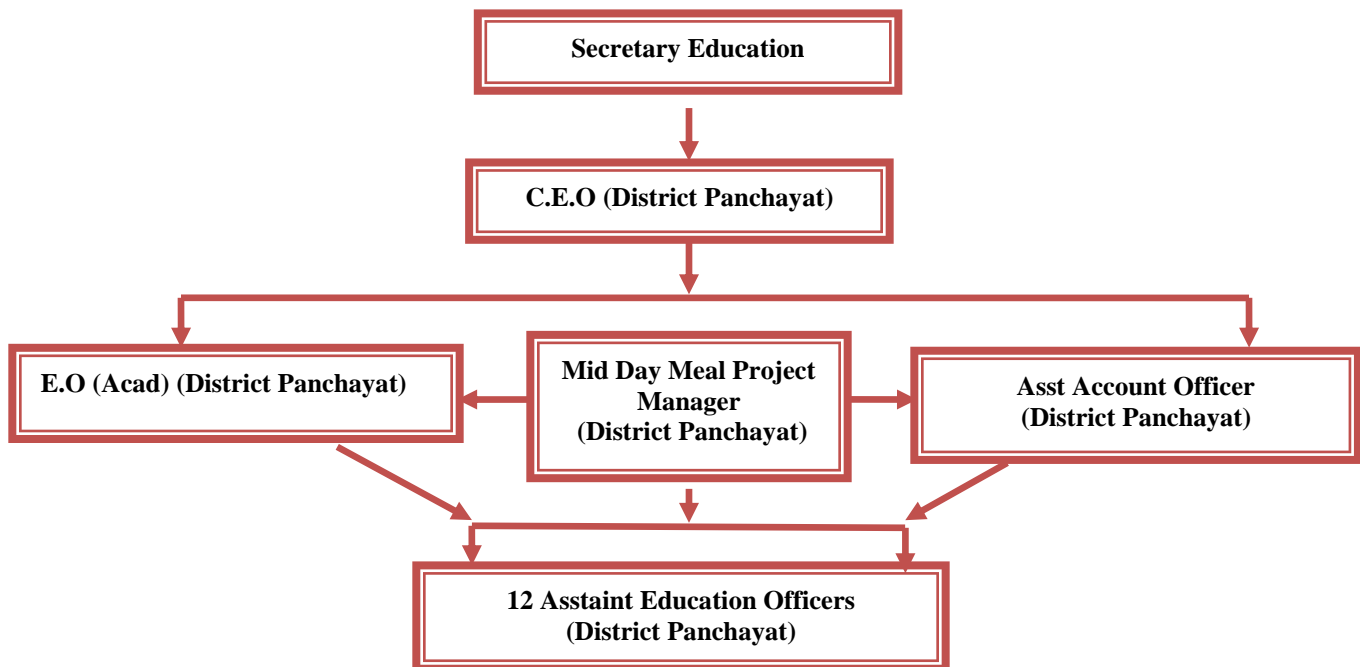 Secretary Education
C.E.O (District Panchayat)
E.O (Acad) (District Panchayat)
Mid Day Meal Project
Manager
(District Panchayat)
Asst Account Officer
(District Panchayat)
12 Asstaint Education Officers
(District Panchayat)